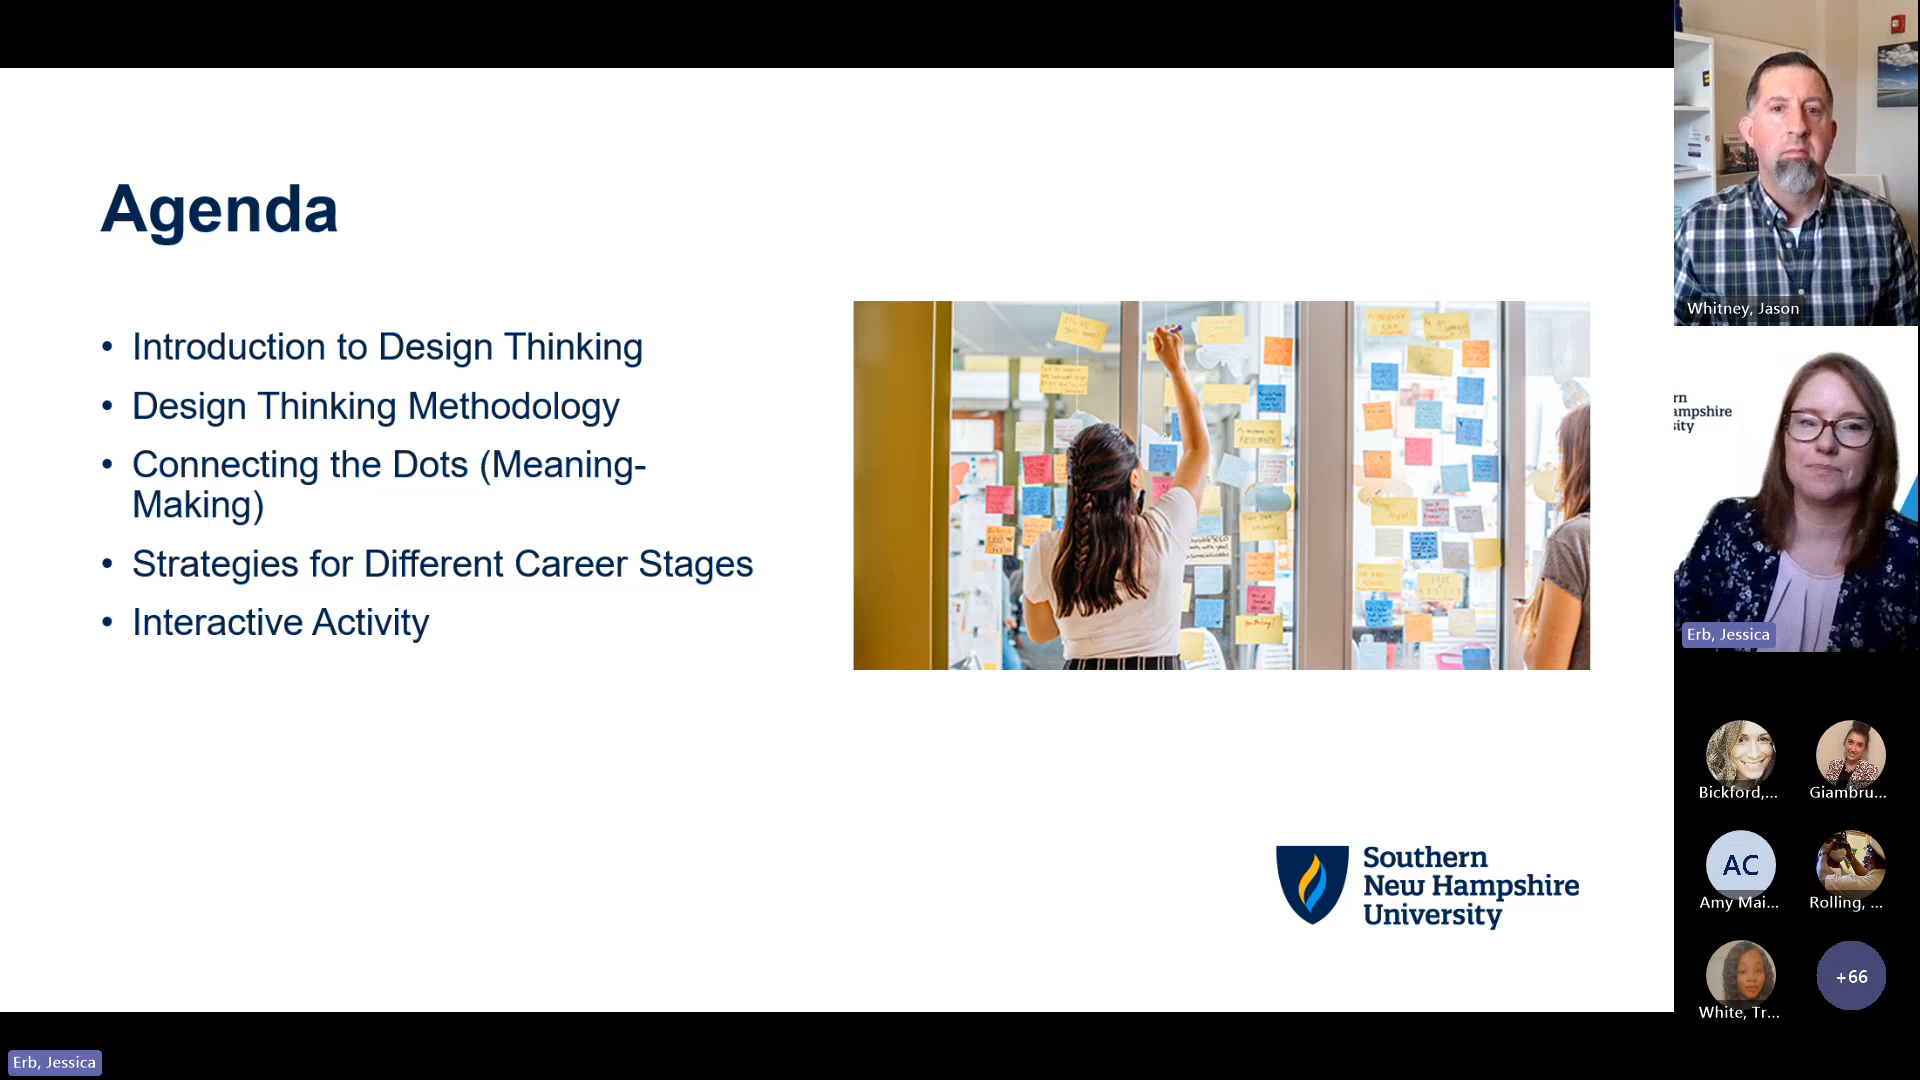 Agenda
• Introduction to Design Thinking
• Design Thinking Methodology
• Connecting the Dots (Meaning-
Making)
• Strategies for Different Career Stages
• Interactive Activity
Southern
New Hampshire
University
Whitney, Jason
rn
ampshire
ity
Erb, Jessica
Bickford,...
Giambru...
AC
Amy Mai...
Rolling, ...
White, Tr...
+66
Erb, Jessica